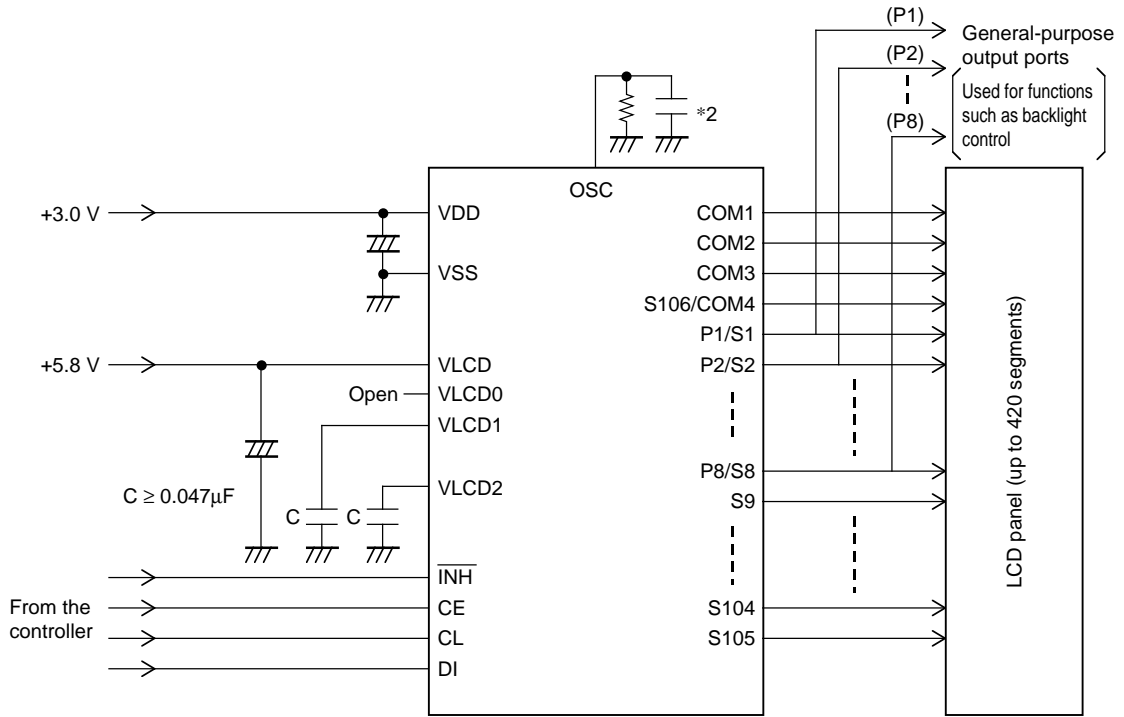 (P1)
General-purpose
output ports
(P2)
Used for functions
such as backlight
control
(P8)
*2
OSC
+3.0 V
VDD
VSS
+5.8 V
VLCD
Open
VLCD0
VLCD1
VLCD2
C ≥ 0.047μF
C
C
INH
From the
controller
CE
CL
DI
COM1
COM2
COM3
S106/COM4
P1/S1
P2/S2
P8/S8
S9
S104
S105
LCD panel (up to 420 segments)